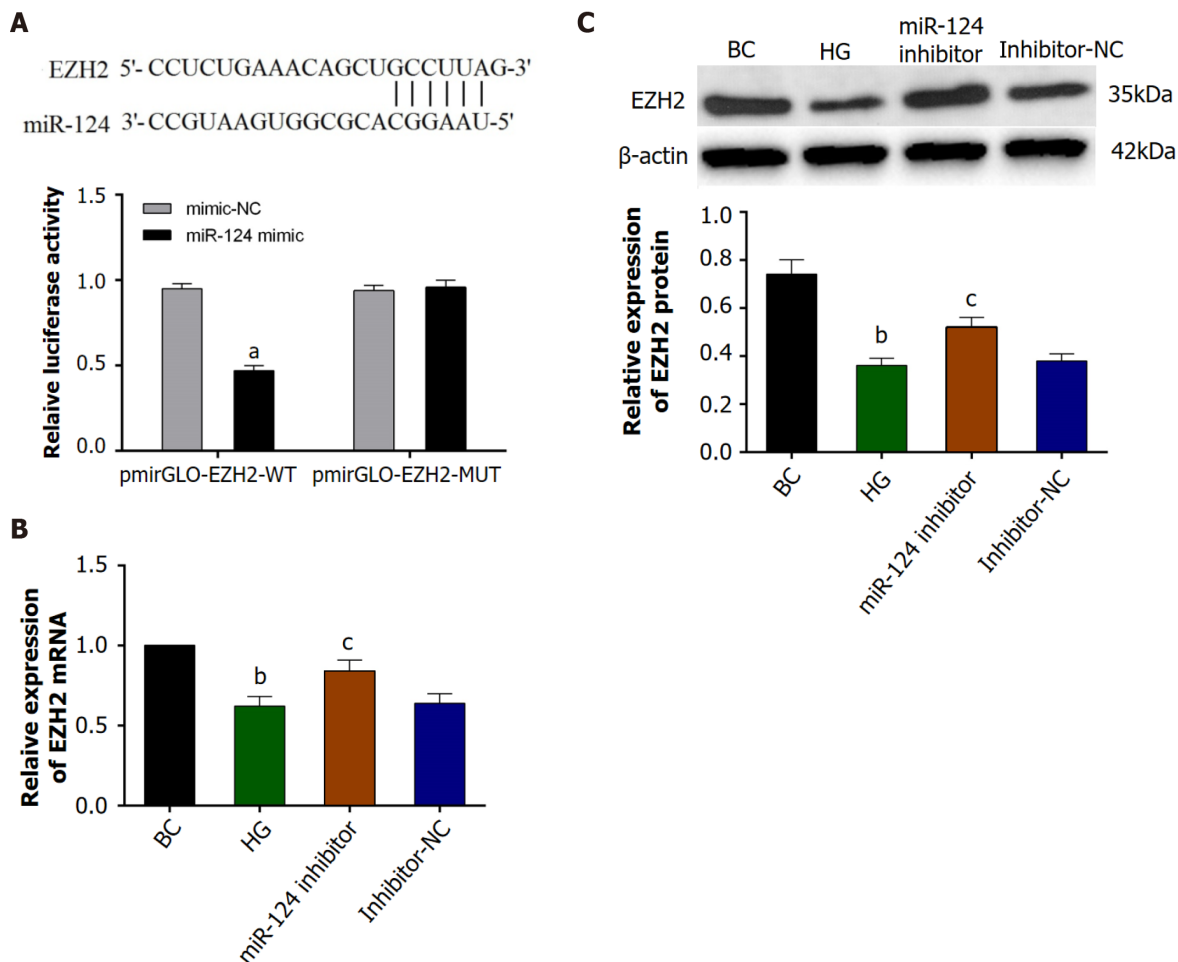 A
EZH2 5'- CCUCUGAAACAGCUGCCUUAG-3'
miR-124 3'-CCGUAAGUGGCGCACGGAAU-5'
Relaive luciferase activity
1.5
1.0
0.5
0.0
mimic-NC
miR-124 mimic
a
pmirGLO-EZH2-WT pmirGLO-EZH2-MUT
B
Relaive expression
of EZH2 mRNA
1.5
1.0
0.5
0.0
b
c
BC
HG
miR-124 inhibitor
Inhibitor-NC
C
BC HG miR-124 inhibitor Inhibitor-NC
EZH2 35kDa
β-actin 42kDa
Relative expression
of EZH2 protein
1.0
0.8
0.6
0.4
0.2
0.0
b
c
BC
HG
miR-124 inhibitor
Inhibitor-NC